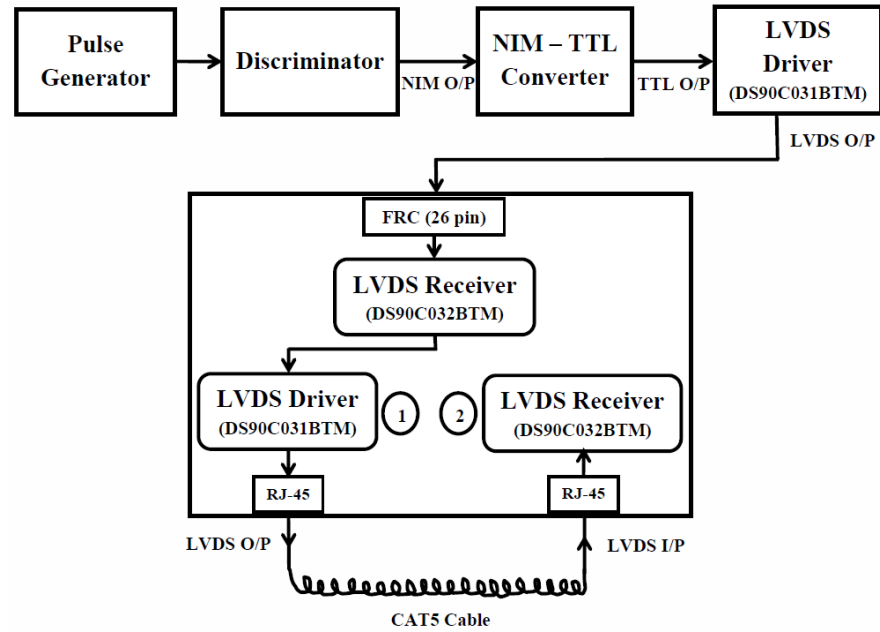 Pulse
Generator
Discriminator
NIM O/P
NIM – TTL
Converter
TTL O/P
LVDS
Driver
(DS90C031BTM)
LVDS O/P
FRC (26 pin)
LVDS Receiver
(DS90C032BTM)
LVDS Driver
(DS90C031BTM)
1
2
LVDS Receiver
(DS90C032BTM)
RJ-45
RJ-45
LVDS O/P
LVDS I/P
CAT5 Cable